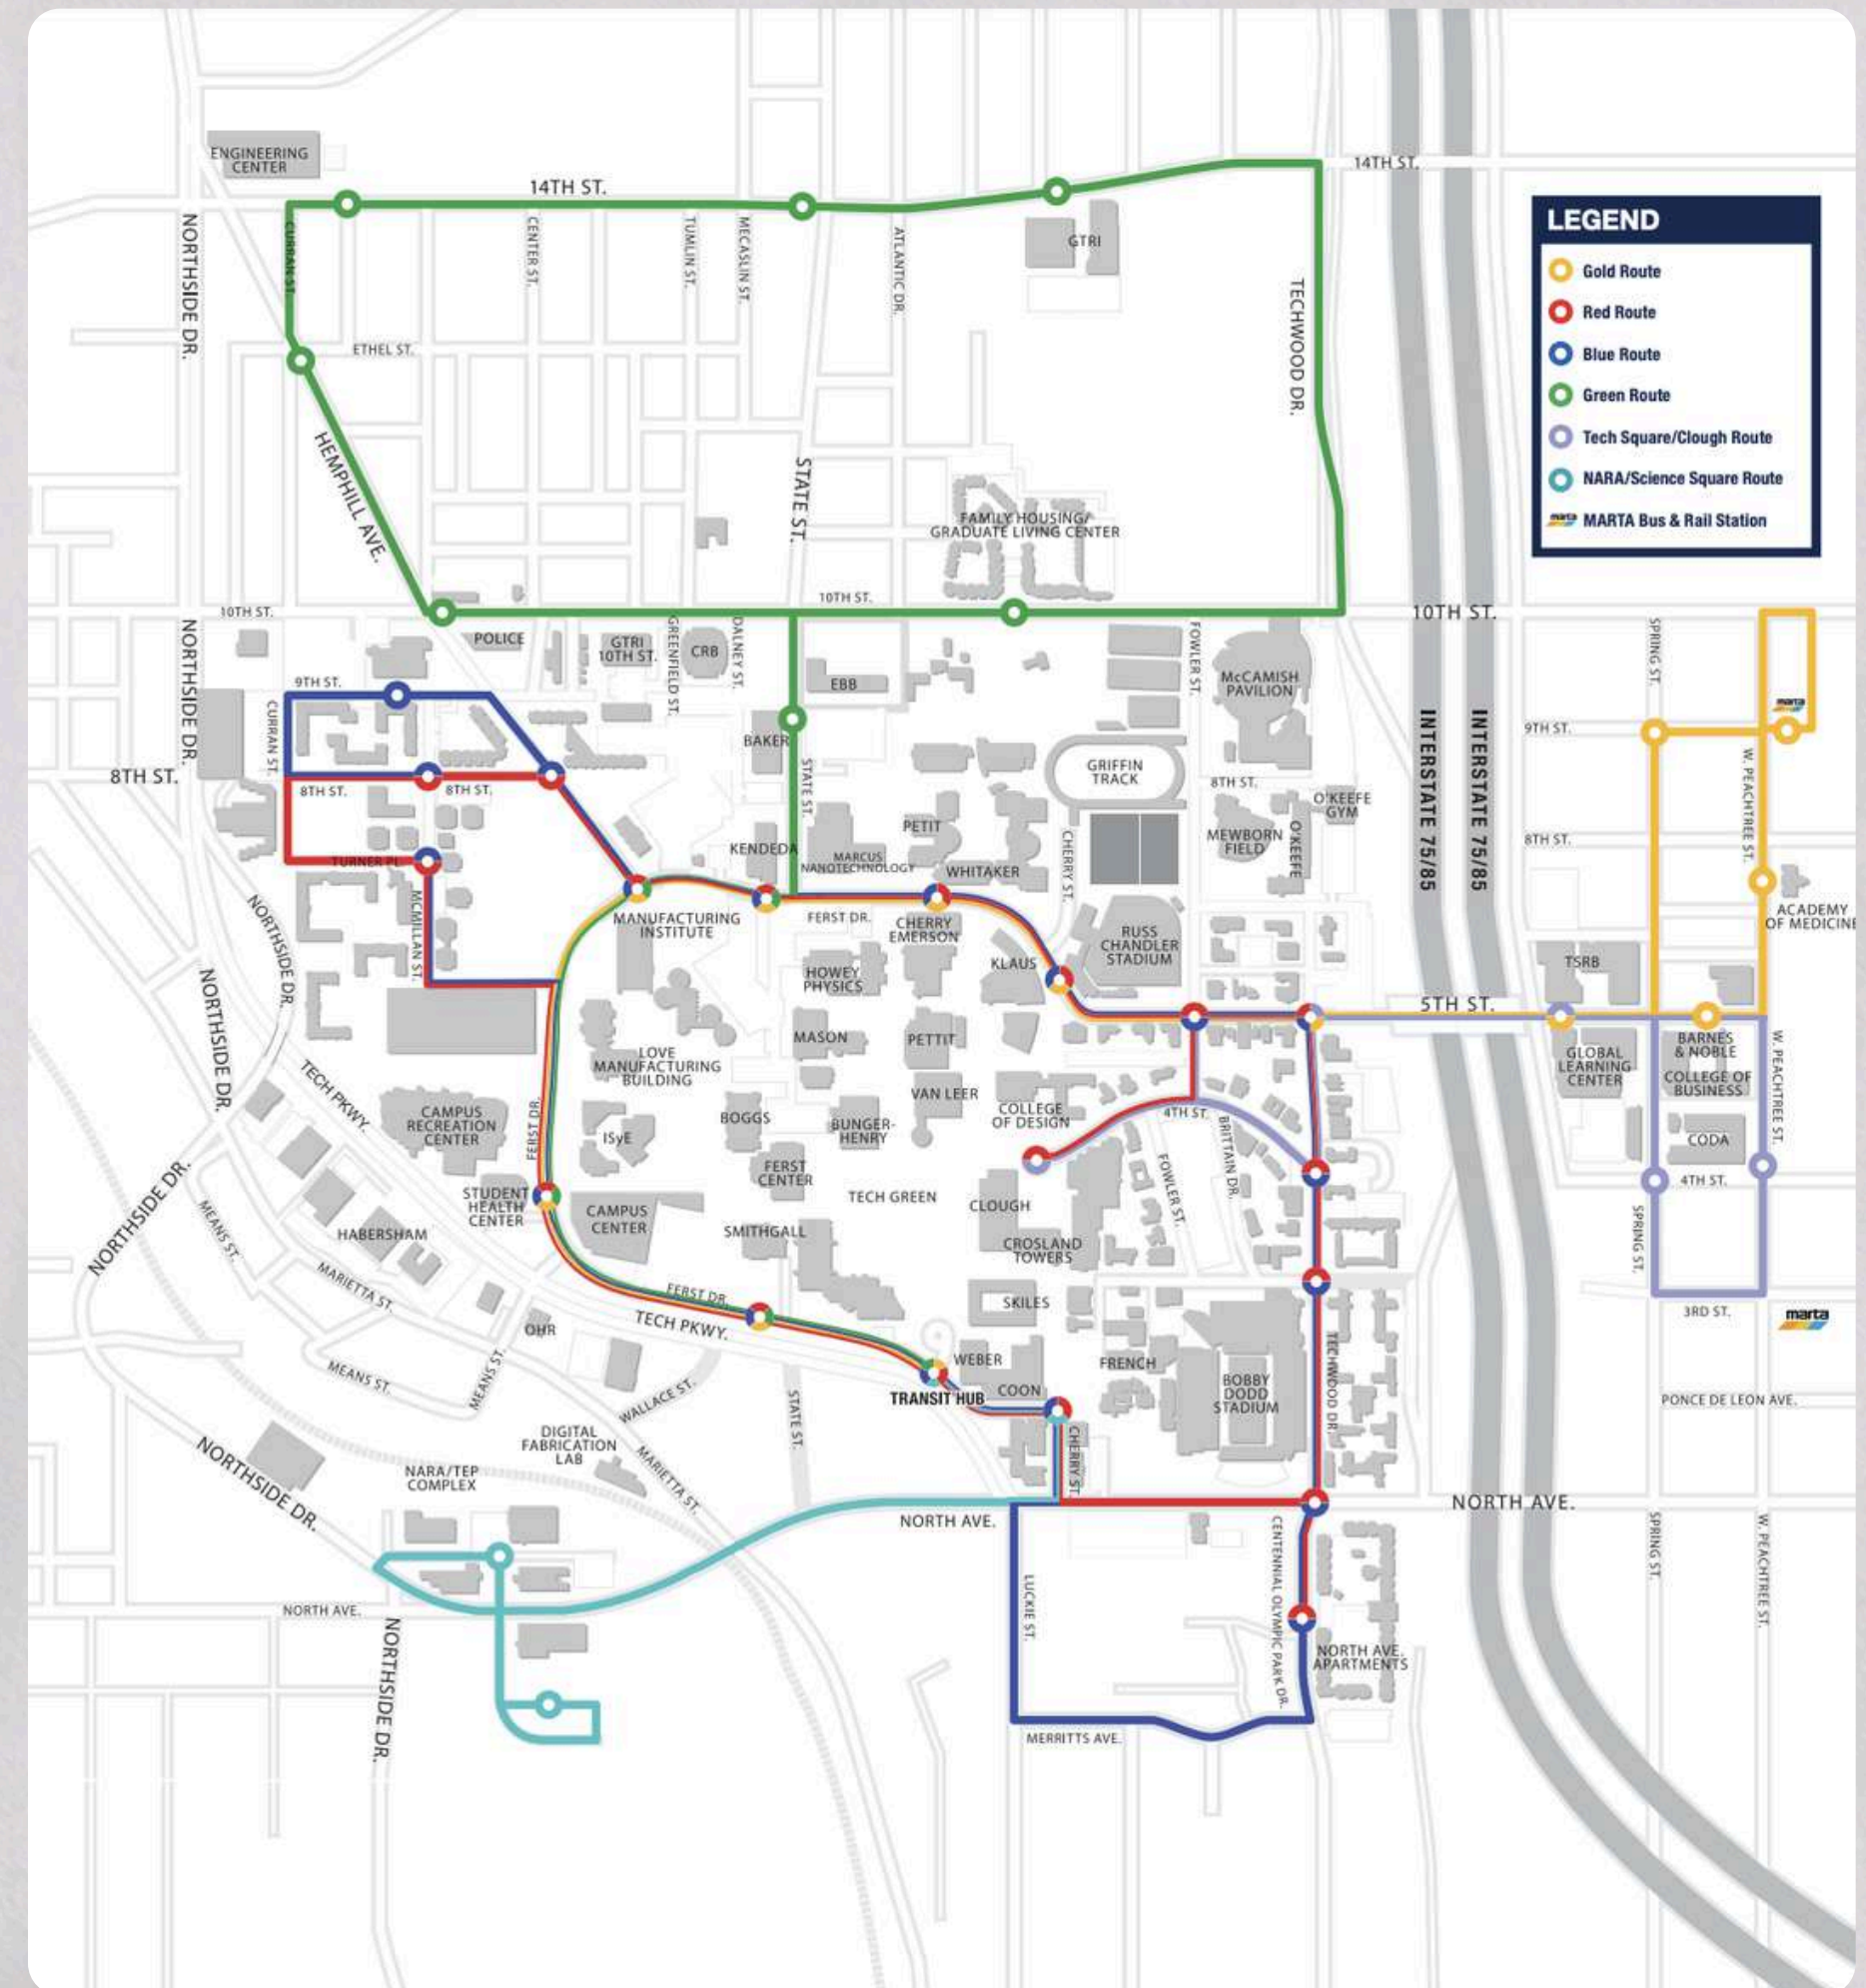 ENGINEERING
CENTER
14TH ST.
14TH ST.
LEGEND
Gold Route
Red Route
Blue Route
Green Route
Tech Square/Clough Route
NARA/Science Square Route
marta MARTA Bus & Rail Station
NORTHSIDE DR.
CURRAN ST.
CENTER ST.
TUMLIN ST.
MECASLIN ST.
ATLANTIC DR.
GTRI
TECHWOOD DR.
ETHEL ST.
HEMPHILL AVE.
STATE ST.
FAMILY HOUSING/
GRADUATE LIVING CENTER
10TH ST.
10TH ST.
10TH ST.
NORTHSIDE DR.
POLICE
GTRI
10TH ST.
GREENFIELD ST.
CRB
DALNEY ST.
EBB
FOWLER ST.
McCAMISH
PAVILION
SPRING ST.
marta
9TH ST.
9TH ST.
CURRAN ST.
BAKER
STATE ST.
GRIFFIN
TRACK
8TH ST.
8TH ST.
8TH ST.
8TH ST.
8TH ST.
O'KEEFE
GYM
INTERSTATE 75/85
INTERSTATE 75/85
W. PEACHTREE ST.
PETIT
CHERRY ST.
MEWBORN
FIELD
O'KEEFE
KENDEDA
MARCUS
NANOTECHNOLOGY
WHITAKER
TURNER PL.
MCMILLAN ST.
NORTHSIDE DR.
MANUFACTURING
INSTITUTE
FERST DR.
CHERRY
EMERSON
RUSS
CHANDLER
STADIUM
ACADEMY
OF MEDICINE
TSRB
KLAUS
HOWEY
PHYSICS
5TH ST.
NORTHSIDE DR.
MASON
PETTIT
BARNES
& NOBLE
COLLEGE OF
BUSINESS
GLOBAL
LEARNING
CENTER
W. PEACHTREE ST.
LOVE
MANUFACTURING
BUILDING
TECH PKWY.
CAMPUS
RECREATION
CENTER
FERST DR.
ISyE
BOGGS
BUNGER-
HENRY
VAN LEER
COLLEGE
OF DESIGN
4TH ST.
BRITTAIN DR.
CODA
4TH ST.
FERST
CENTER
TECH GREEN
CLOUGH
FOWLER ST.
NORTHSIDE DR.
MEANS ST.
STUDENT
HEALTH
CENTER
CAMPUS
CENTER
HABERSHAM
SMITHGALL
CROSLAND
TOWERS
SPRING ST.
MARIETTA ST.
FERST DR.
TECH PKWY.
SKILES
3RD ST.
marta
OHR
WEBER
FRENCH
TECHWOOD DR.
MEANS ST.
MEANS ST.
WALLACE ST.
TRANSIT HUB
COON
BOBBY
DODD
STADIUM
PONCE DE LEON AVE.
STATE ST.
DIGITAL
FABRICATION
LAB
MARIETTA ST.
CHERRY ST.
NORTHSIDE DR.
NARA/TEP
COMPLEX
NORTH AVE.
NORTH AVE.
SPRING ST.
W. PEACHTREE ST.
CENTENNIAL OLYMPIC PARK DR.
LUCKIE ST.
NORTH AVE.
NORTHSIDE DR.
NORTH AVE.
APARTMENTS
MERRITTS AVE.